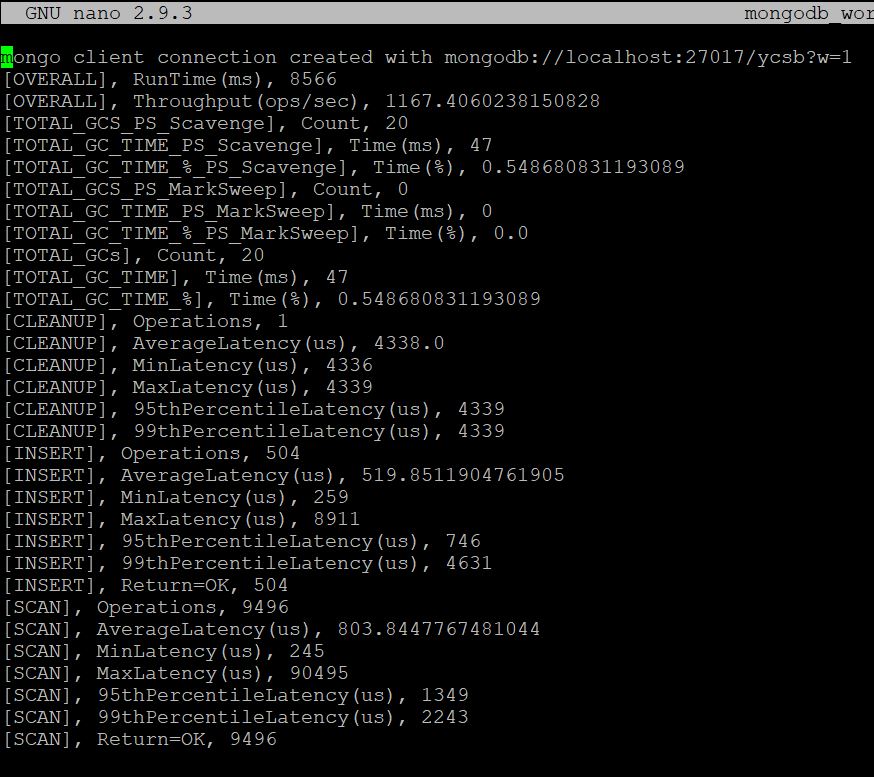 GNU nano 2.9.3 mongodb_wor
mongo client connection created with mongodb://localhost:27017/ycsb?w=1
[OVERALL], RunTime(ms), 8566
[OVERALL], Throughput(ops/sec), 1167.4060238150828
[TOTAL_GCS_PS_Scavenge], Count, 20
[TOTAL_GC_TIME_PS_Scavenge], Time(ms), 47
[TOTAL_GC_TIME_%_PS_Scavenge], Time(%), 0.548680831193089
[TOTAL_GCS_PS_MarkSweep], Count, 0
[TOTAL_GC_TIME_PS_MarkSweep], Time(ms), 0
[TOTAL_GC_TIME_%_PS_MarkSweep], Time(%), 0.0
[TOTAL_GCs], Count, 20
[TOTAL_GC_TIME], Time(ms), 47
[TOTAL_GC_TIME_%], Time(%), 0.548680831193089
[CLEANUP], Operations, 1
[CLEANUP], AverageLatency(us), 4338.0
[CLEANUP], MinLatency(us), 4336
[CLEANUP], MaxLatency(us), 4339
[CLEANUP], 95thPercentileLatency(us), 4339
[CLEANUP], 99thPercentileLatency(us), 4339
[INSERT], Operations, 504
[INSERT], AverageLatency(us), 519.8511904761905
[INSERT], MinLatency(us), 259
[INSERT], MaxLatency(us), 8911
[INSERT], 95thPercentileLatency(us), 746
[INSERT], 99thPercentileLatency(us), 4631
[INSERT], Return=OK, 504
[SCAN], Operations, 9496
[SCAN], AverageLatency(us), 803.8447767481044
[SCAN], MinLatency(us), 245
[SCAN], MaxLatency(us), 90495
[SCAN], 95thPercentileLatency(us), 1349
[SCAN], 99thPercentileLatency(us), 2243
[SCAN], Return=OK, 9496